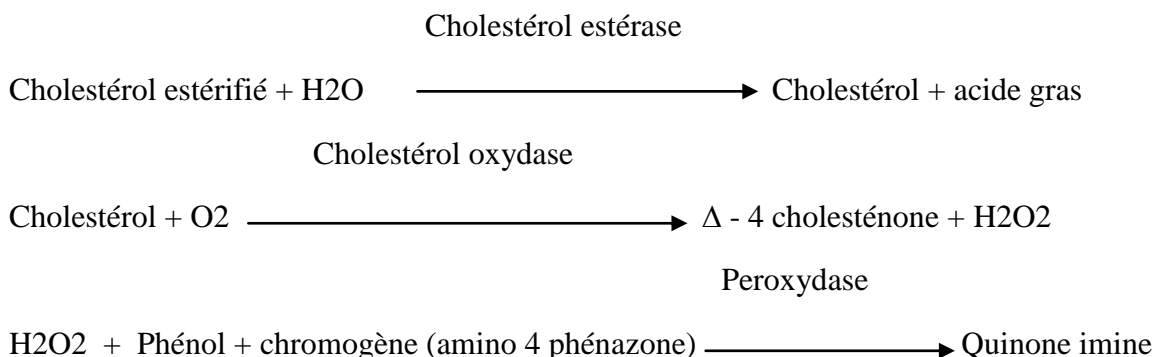 Cholestérol estérase
Cholestérol estérifié + H2O Cholestérol + acide gras
Cholestérol oxydase
Cholestérol + O2 Δ - 4 cholesténone + H2O2
Peroxydase
H2O2 + Phénol + chromogène (amino 4 phénazone) Quinone imine